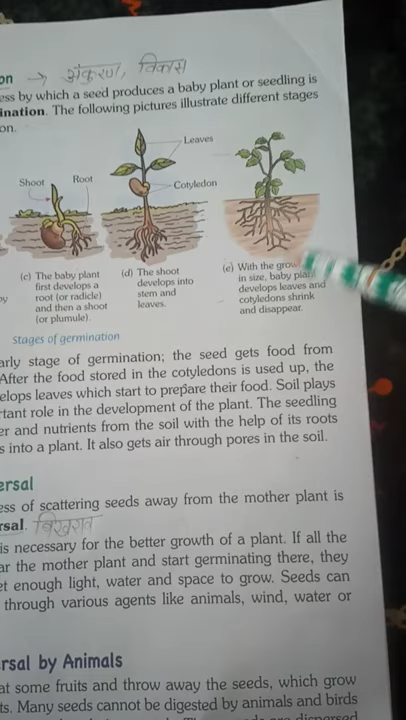 on → अंकुरण, विकास
ess by which a seed produces a baby plant or seedling is
ination. The following pictures illustrate different stages
on.
Leaves
Shoot Root
Cotyledon
(c) The baby plant
first develops a
root (or radicle)
and then a shoot
(or plumule).
(d) The shoot
develops into
stem and
leaves.
(e) With the grow
in size, baby plan
develops leaves and
cotyledons shrink
and disappear.
by
Stages of germination
arly stage of germination; the seed gets food from
After the food stored in the cotyledons is used up, the
elops leaves which start to prepare their food. Soil plays
rtant role in the development of the plant. The seedling
er and nutrients from the soil with the help of its roots
s into a plant. It also gets air through pores in the soil.
ersal
ess of scattering seeds away from the mother plant is
rsal. बिखराव
is necessary for the better growth of a plant. If all the
ar the mother plant and start germinating there, they
et enough light, water and space to grow. Seeds can
through various agents like animals, wind, water or
rsal by Animals
at some fruits and throw away the seeds, which grow
ts. Many seeds cannot be digested by animals and birds